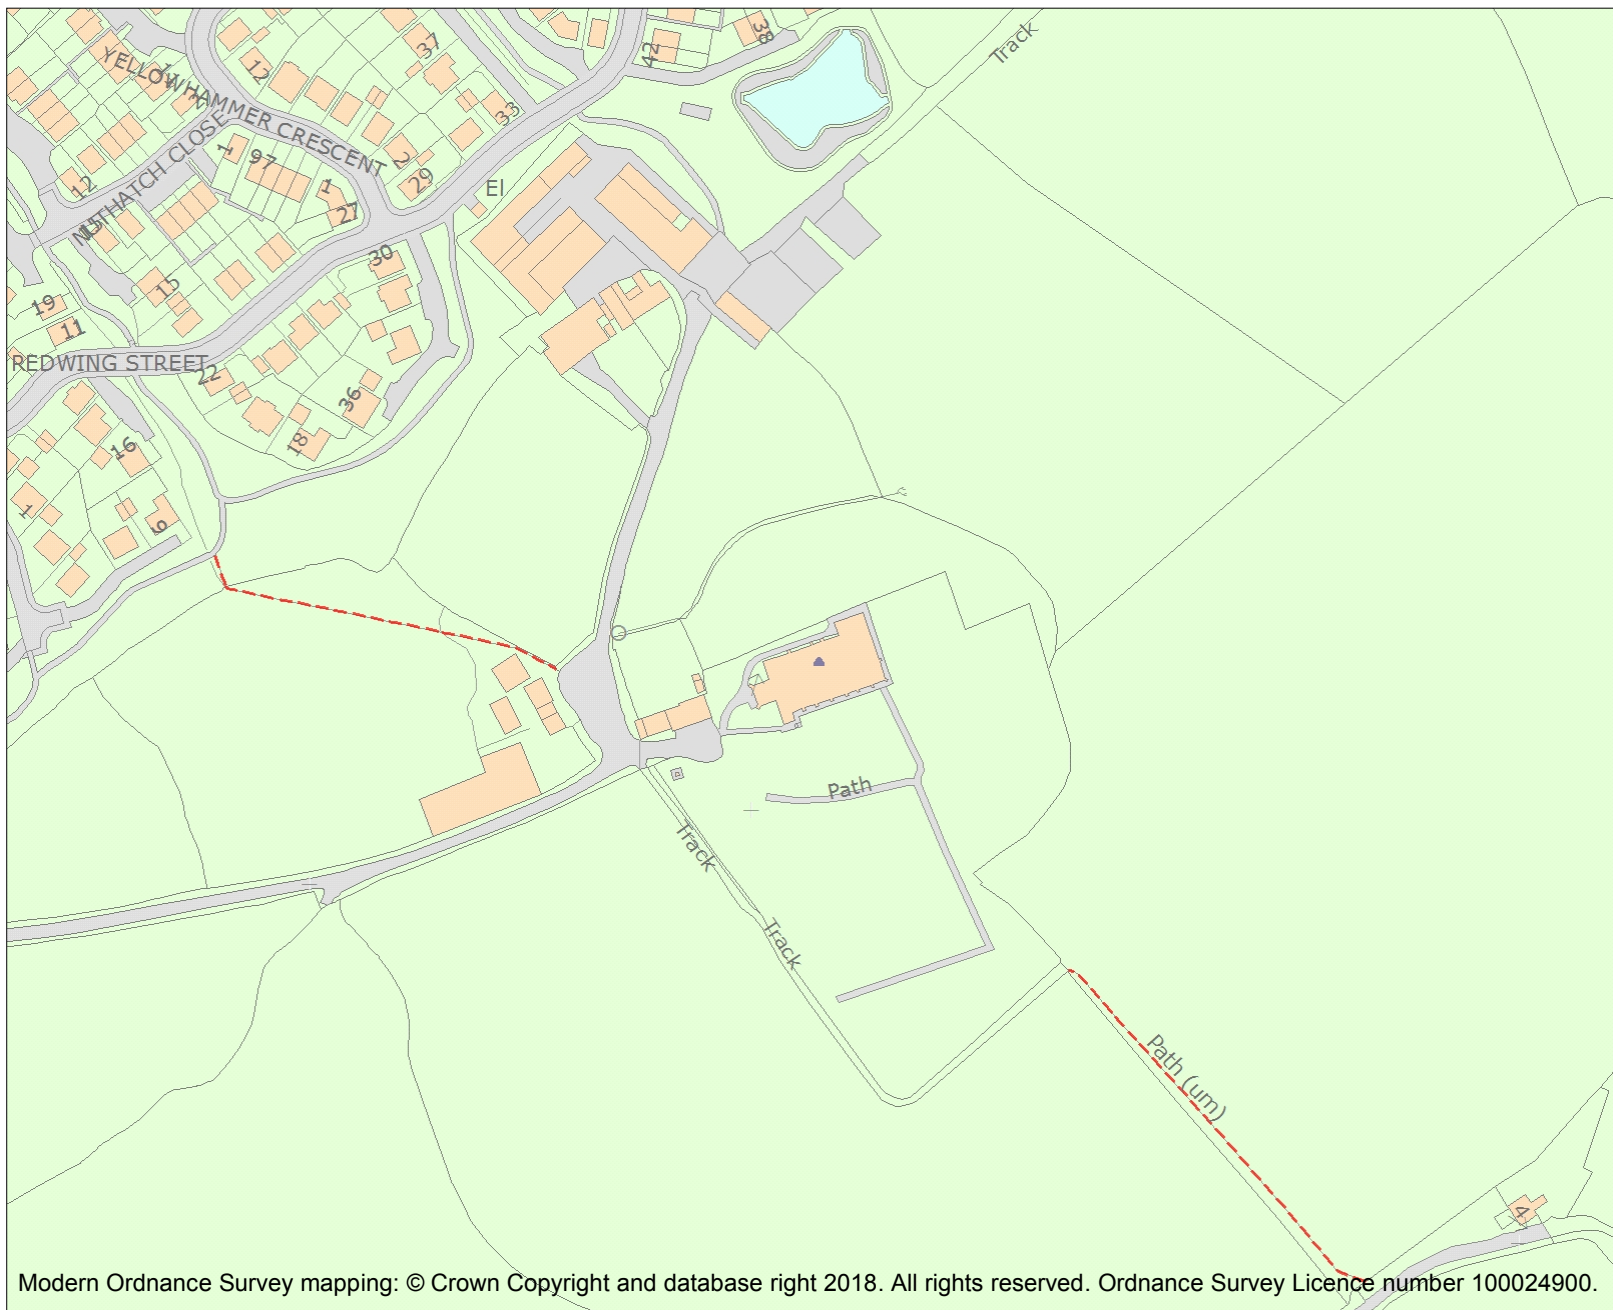 Track
42
38
37
12
YELLOWHAMMER CRESCENT
33
NUTHATCH CLOSE
1
97
2
29
1
27
12
15
El
30
15
19
11
REDWING STREET
22
36
18
16
1
9
Path
Track
Track
Path (um)
4
Modern Ordnance Survey mapping: © Crown Copyright and database right 2018. All rights reserved. Ordnance Survey Licence number 100024900.